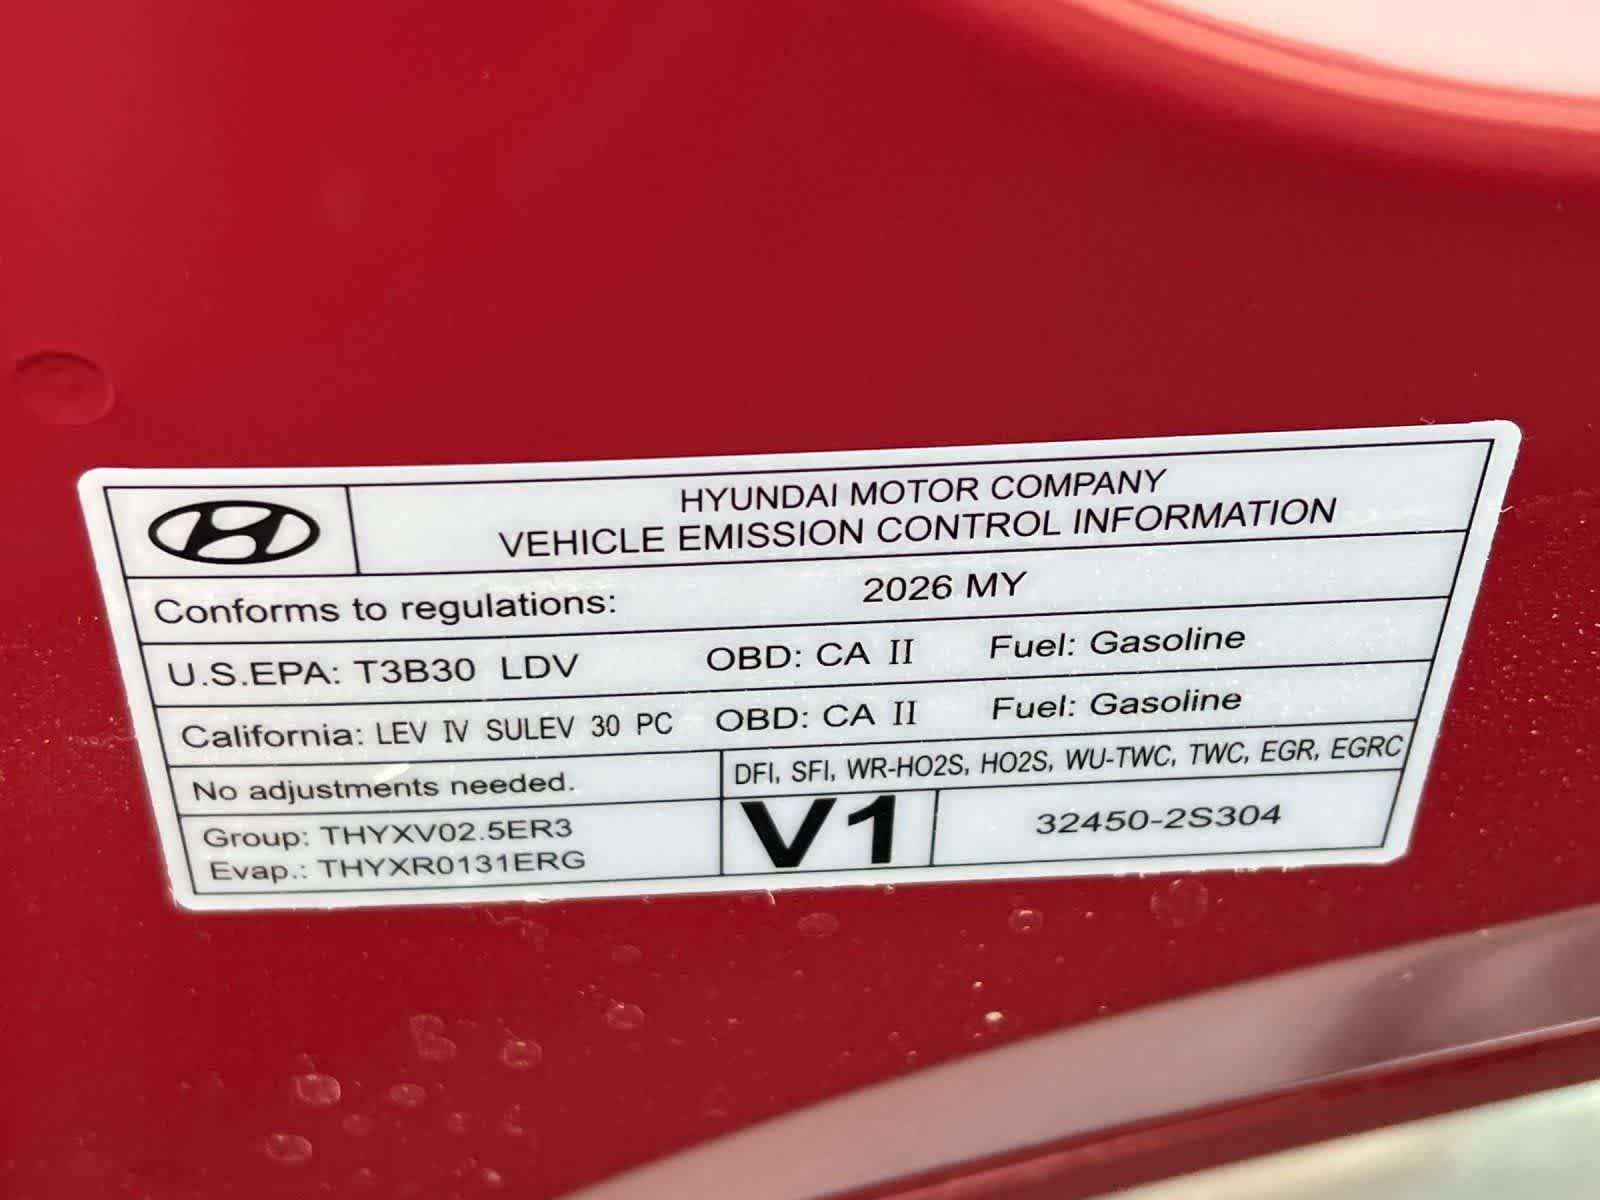 HYUNDAI MOTOR COMPANY
VEHICLE EMISSION CONTROL INFORMATION
Conforms to regulations: 2026 MY
U.S.EPA: T3B30 LDV OBD: CA II Fuel: Gasoline
California: LEV IV SULEV 30 PC OBD: CA II Fuel: Gasoline
No adjustments needed.
DFI, SFI, WR-HO2S, HO2S, WU-TWC, TWC, EGR, EGRC
Group: THYXV02.5ER3
Evap.: THYXR0131ERG
V1
32450-2S304